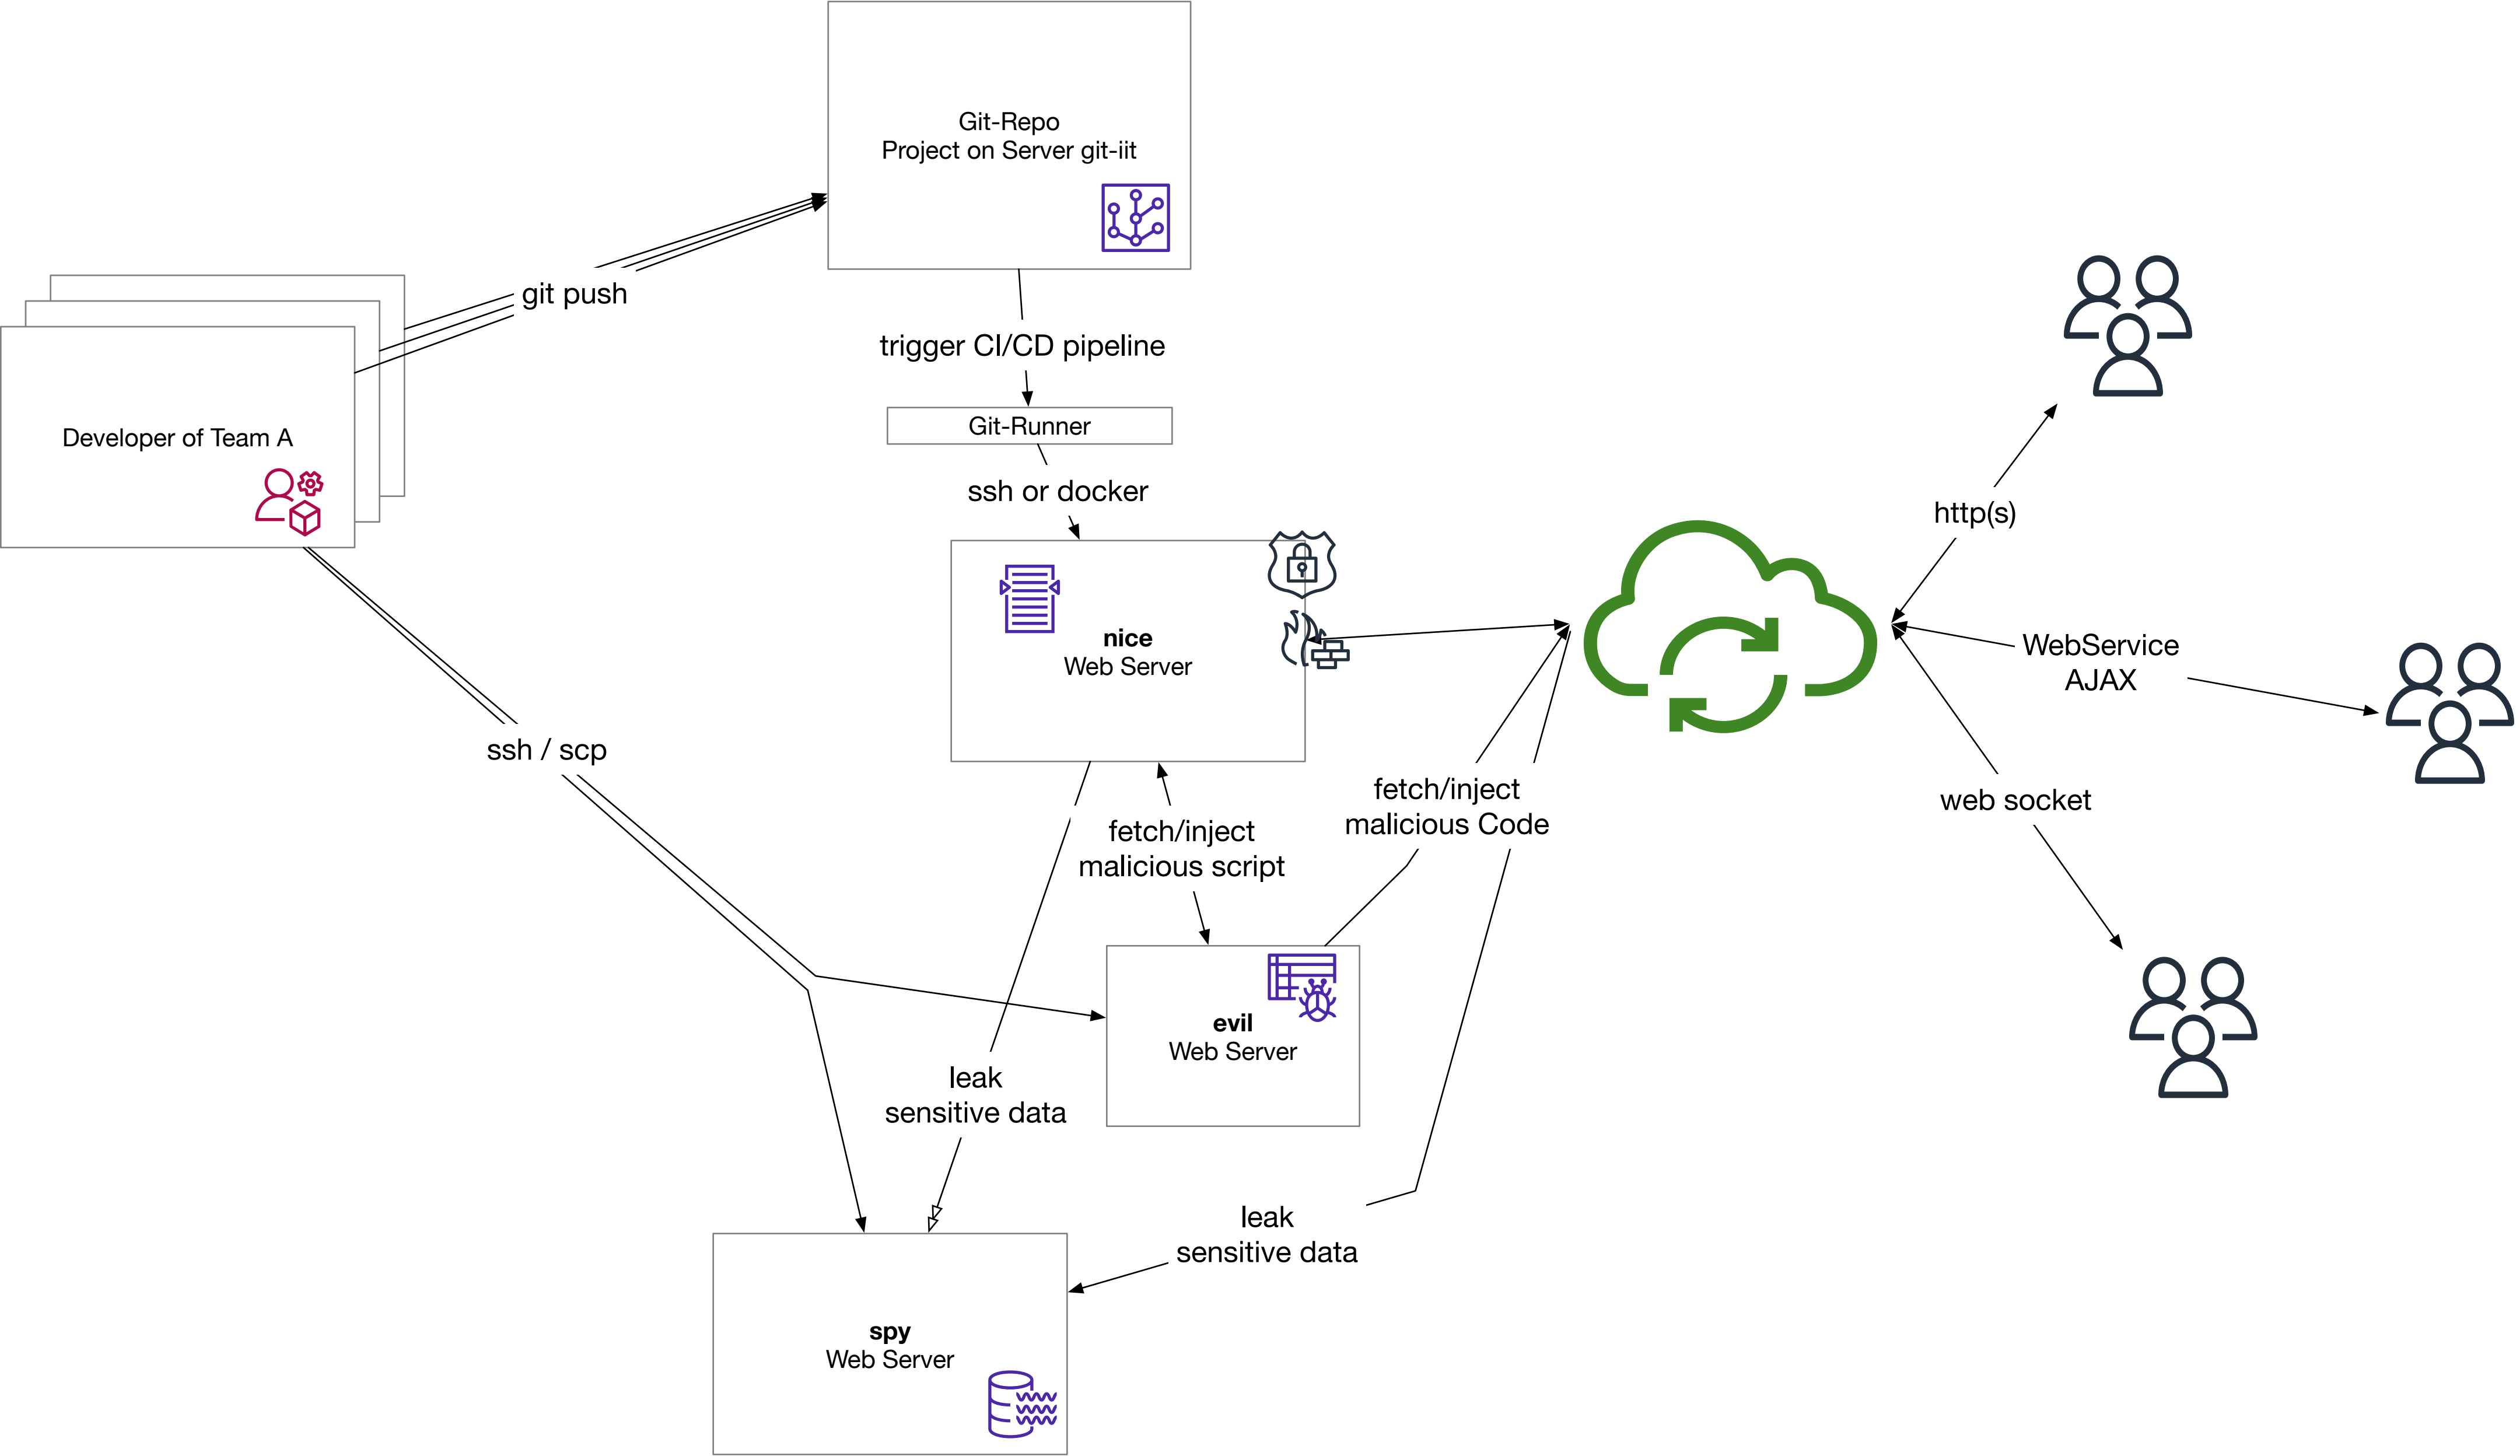 Git-Repo
Project on Server git-iit
git push
trigger CI/CD pipeline
Git-Runner
Developer of Team A
ssh or docker
http(s)
nice
Web Server
WebService
AJAX
ssh / scp
fetch/inject
malicious Code
web socket
fetch/inject
malicious script
evil
Web Server
leak
sensitive data
leak
sensitive data
spy
Web Server